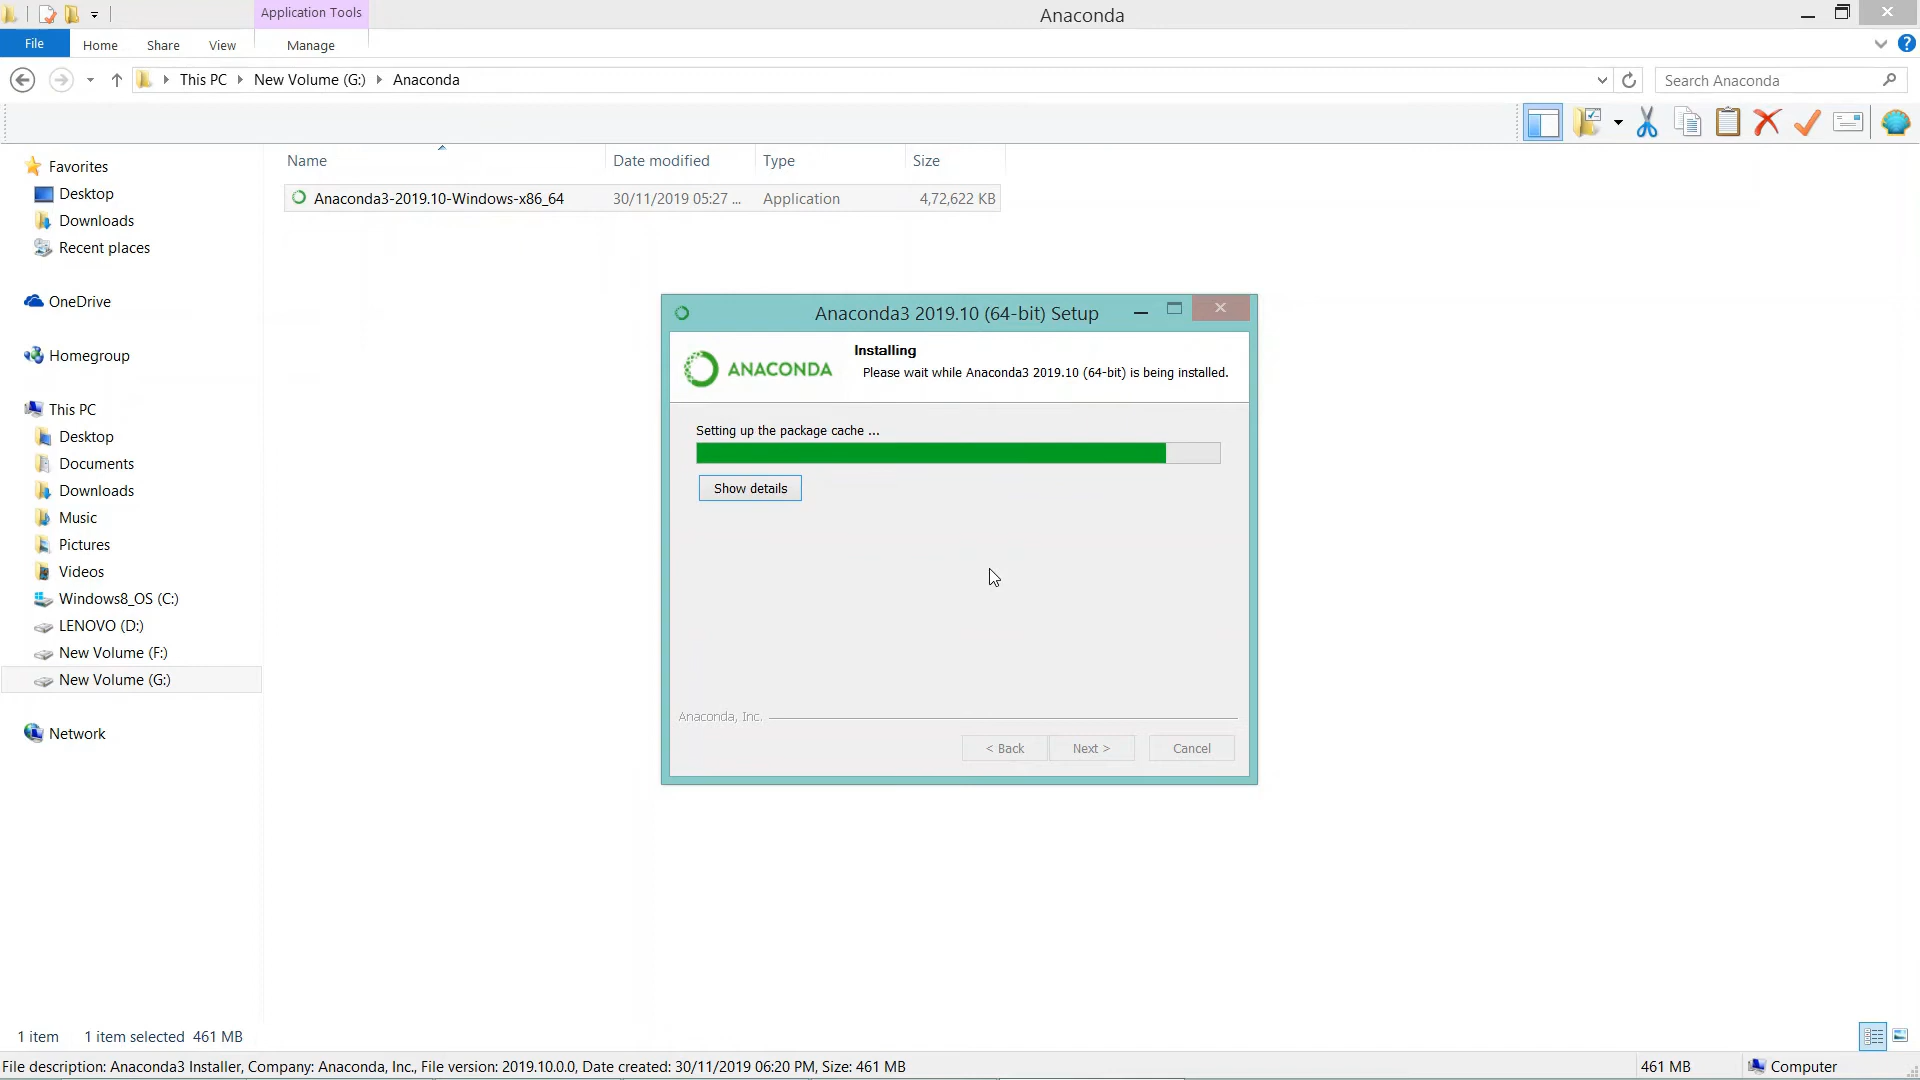 Application Tools
Anaconda
File
Home
Share
View
Manage
This PC
New Volume (G:)
Anaconda
Search Anaconda
Name
Date modified
Type
Size
Anaconda3-2019.10-Windows-x86_64
30/11/2019 05:27 ...
Application
4,72,622 KB
Favorites
Desktop
Downloads
Recent places
OneDrive
Homegroup
This PC
Desktop
Documents
Downloads
Music
Pictures
Videos
Windows8_OS (C:)
LENOVO (D:)
New Volume (F:)
New Volume (G:)
Network
Anaconda3 2019.10 (64-bit) Setup
ANACONDA
Installing
Please wait while Anaconda3 2019.10 (64-bit) is being installed.
Setting up the package cache ...
Show details
Anaconda, Inc.
< Back
Next >
Cancel
1 item
1 item selected 461 MB
File description: Anaconda3 Installer, Company: Anaconda, Inc., File version: 2019.10.0.0, Date created: 30/11/2019 06:20 PM, Size: 461 MB
461 MB
Computer